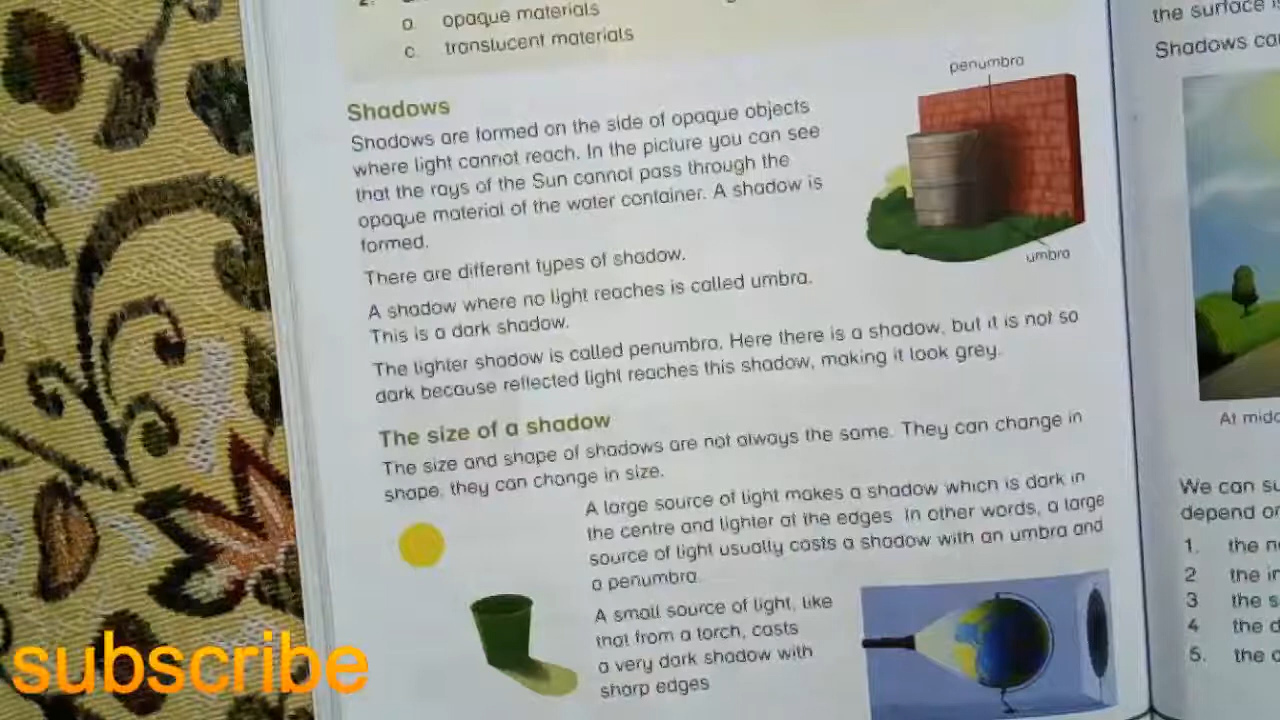 a. opaque materials
c. translucent materials
Shadows
Shadows are formed on the side of opaque objects
where light cannot reach. In the picture you can see
that the rays of the Sun cannot pass through the
opaque material of the water container. A shadow is
formed.
There are different types of shadow.
A shadow where no light reaches is called umbra.
This is a dark shadow.
The lighter shadow is called penumbra. Here there is a shadow, but it is not so
dark because reflected light reaches this shadow, making it look grey.
penumbra
umbra
The size of a shadow
The size and shape of shadows are not always the same. They can change in
shape; they can change in size.
A large source of light makes a shadow which is dark in
the centre and lighter at the edges. In other words, a large
source of light usually casts a shadow with an umbra and
a penumbra.
A small source of light, like
that from a torch, casts
a very dark shadow with
sharp edges
the surface
Shadows
We can
depend
1. the
2 the
3 the
4 the
5. the
subscribe